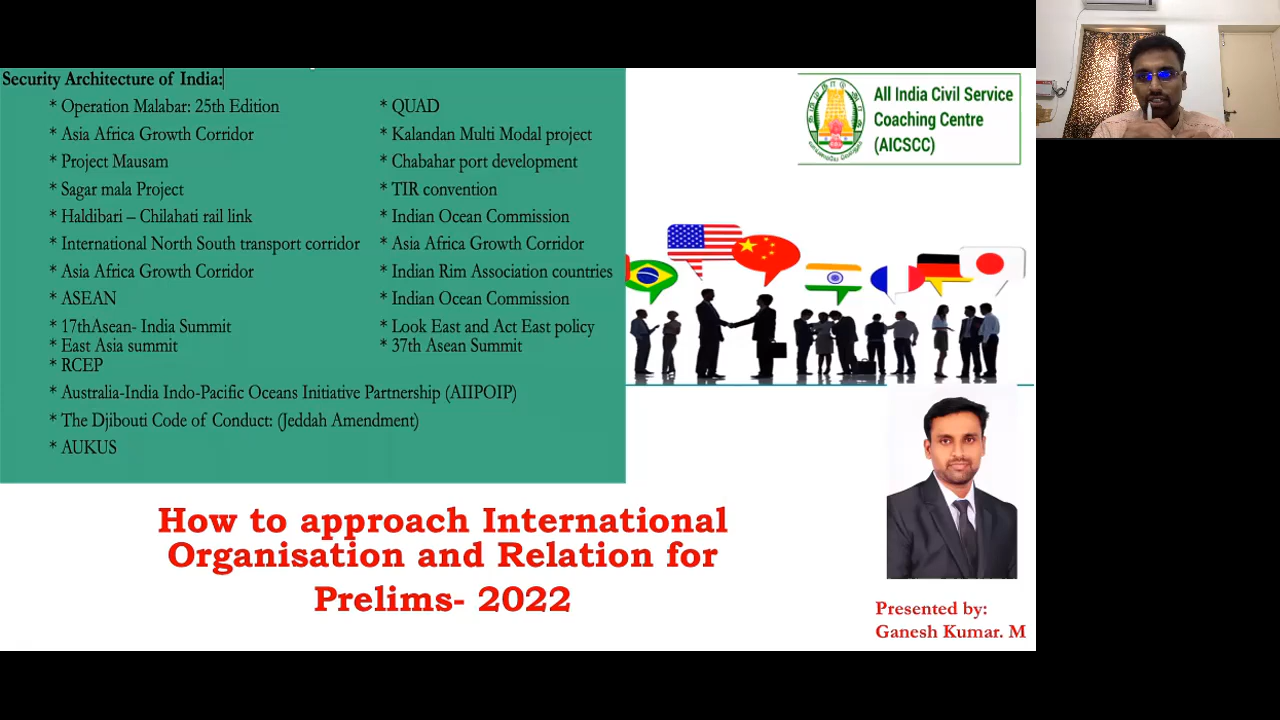 Security Architecture of India:
* Operation Malabar: 25th Edition
* Asia Africa Growth Corridor
* Project Mausam
* Sagar mala Project
* Haldibari – Chilahati rail link
* International North South transport corridor
* Asia Africa Growth Corridor
* ASEAN
* 17thAsean- India Summit
* East Asia summit
* RCEP
* Australia-India Indo-Pacific Oceans Initiative Partnership (AIIPOIP)
* The Djibouti Code of Conduct: (Jeddah Amendment)
* AUKUS
* QUAD
* Kalandan Multi Modal project
* Chabahar port development
* TIR convention
* Indian Ocean Commission
* Asia Africa Growth Corridor
* Indian Rim Association countries
* Indian Ocean Commission
* Look East and Act East policy
* 37th Asean Summit
All India Civil Service
Coaching Centre
(AICSCC)
How to approach International
Organisation and Relation for
Prelims- 2022
Presented by:
Ganesh Kumar. M